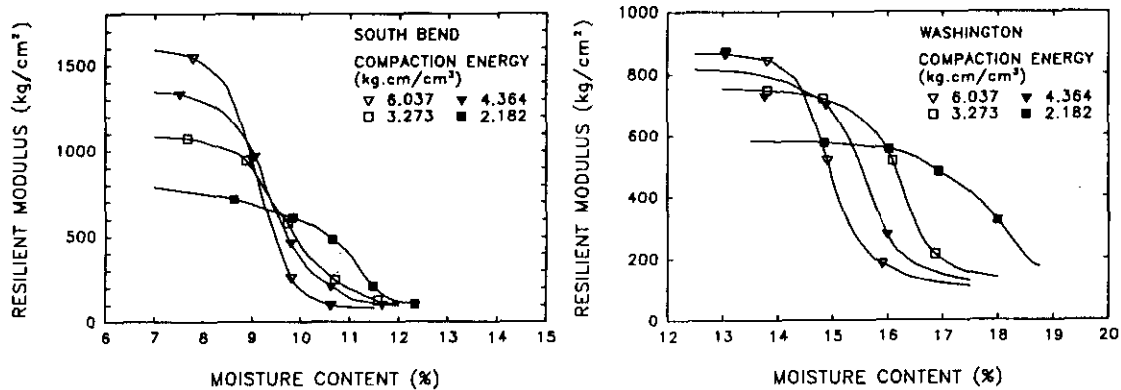 SOUTH BEND
COMPACTION ENERGY
(kg.cm/cm³)
▽ 6.037 ▼ 4.364
□ 3.273 ■ 2.182
RESILIENT MODULUS (kg/cm²)
1500
1000
500
0
6 7 8 9 10 11 12 13 14 15
MOISTURE CONTENT (%)
WASHINGTON
COMPACTION ENERGY
(kg.cm/cm³)
▽ 6.037 ▼ 4.364
□ 3.273 ■ 2.182
RESILIENT MODULUS (kg/cm²)
1000
800
600
400
200
0
12 13 14 15 16 17 18 19 20
MOISTURE CONTENT (%)